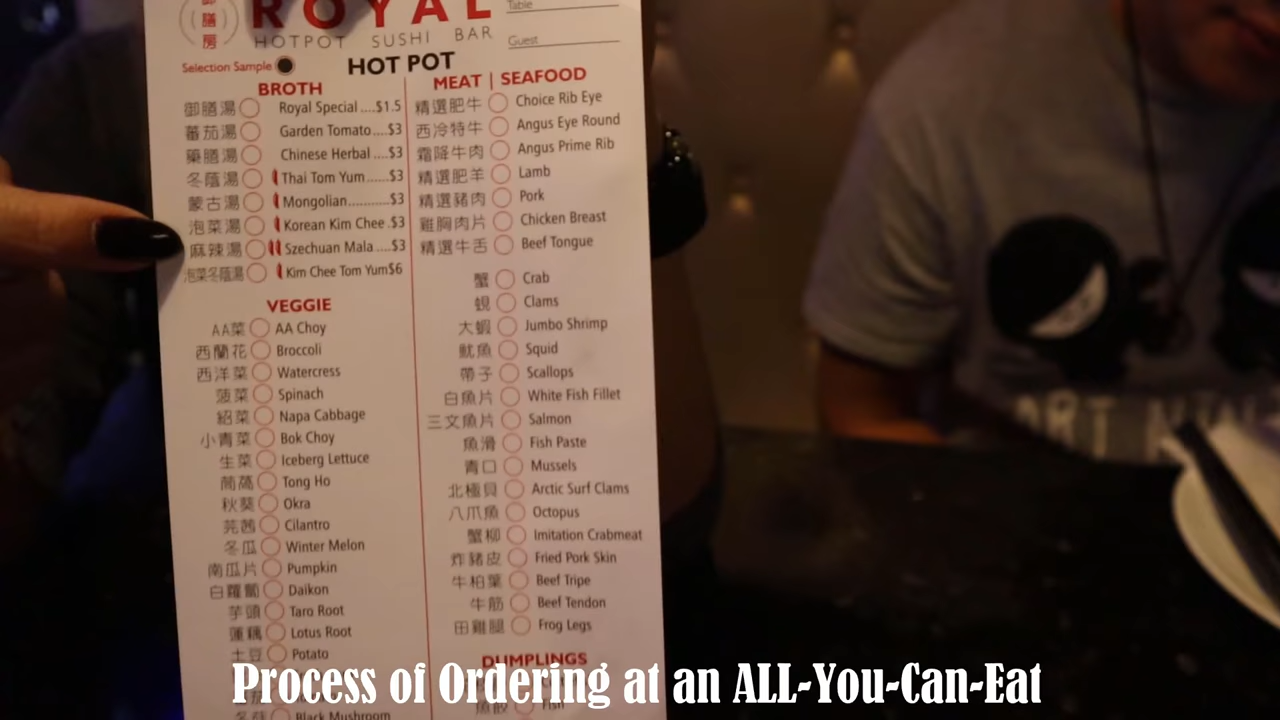 御
膳
房
ROYAL
HOTPOT SUSHI BAR
Table
Guest
Selection Sample
HOT POT
BROTH
御膳湯 Royal Special ....$1.5
蕃茄湯 Garden Tomato....$3
藥膳湯 Chinese Herbal ....$3
冬蔭湯 Thai Tom Yum......$3
蒙古湯 Mongolian..........$3
泡菜湯 Korean Kim Chee .$3
麻辣湯 Szechuan Mala ....$3
泡菜冬蔭湯 Kim Chee Tom Yum$6
VEGGIE
AA菜 AA Choy
西蘭花 Broccoli
西洋菜 Watercress
菠菜 Spinach
紹菜 Napa Cabbage
小青菜 Bok Choy
生菜 Iceberg Lettuce
茼蒿 Tong Ho
秋葵 Okra
芫茜 Cilantro
冬瓜 Winter Melon
南瓜片 Pumpkin
白蘿蔔 Daikon
芋頭 Taro Root
蓮藕 Lotus Root
土豆 Potato
冬菇 Black Mushroom
MEAT | SEAFOOD
精選肥牛 Choice Rib Eye
西冷特牛 Angus Eye Round
霜降牛肉 Angus Prime Rib
精選肥羊 Lamb
精選豬肉 Pork
雞胸肉片 Chicken Breast
精選牛舌 Beef Tongue
蟹 Crab
蜆 Clams
大蝦 Jumbo Shrimp
魷魚 Squid
帶子 Scallops
白魚片 White Fish Fillet
三文魚片 Salmon
魚滑 Fish Paste
青口 Mussels
北極貝 Arctic Surf Clams
八爪魚 Octopus
蟹柳 Imitation Crabmeat
炸豬皮 Fried Pork Skin
牛柏葉 Beef Tripe
牛筋 Beef Tendon
田雞腿 Frog Legs
DUMPLINGS
魚餃 Fish
Process of Ordering at an ALL-You-Can-Eat